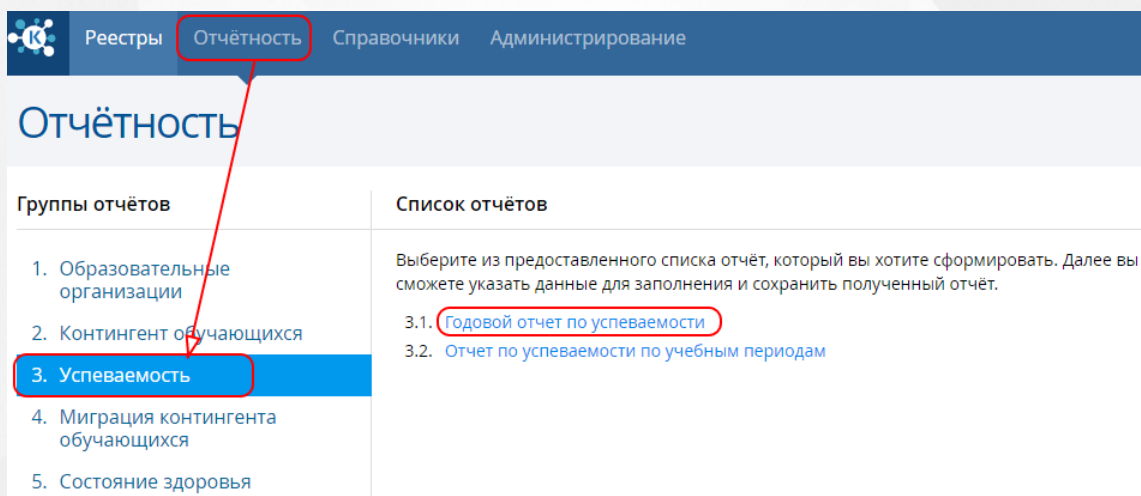 K Реестры Отчётность Справочники Администрирование
Отчётность
Группы отчётов
Список отчётов
1. Образовательные
организации
2. Контингент обучающихся
3. Успеваемость
4. Миграция контингента
обучающихся
5. Состояние здоровья
Выберите из предоставленного списка отчёт, который вы хотите сформировать. Далее вы
сможете указать данные для заполнения и сохранить полученный отчёт.
3.1. Годовой отчет по успеваемости
3.2. Отчет по успеваемости по учебным периодам